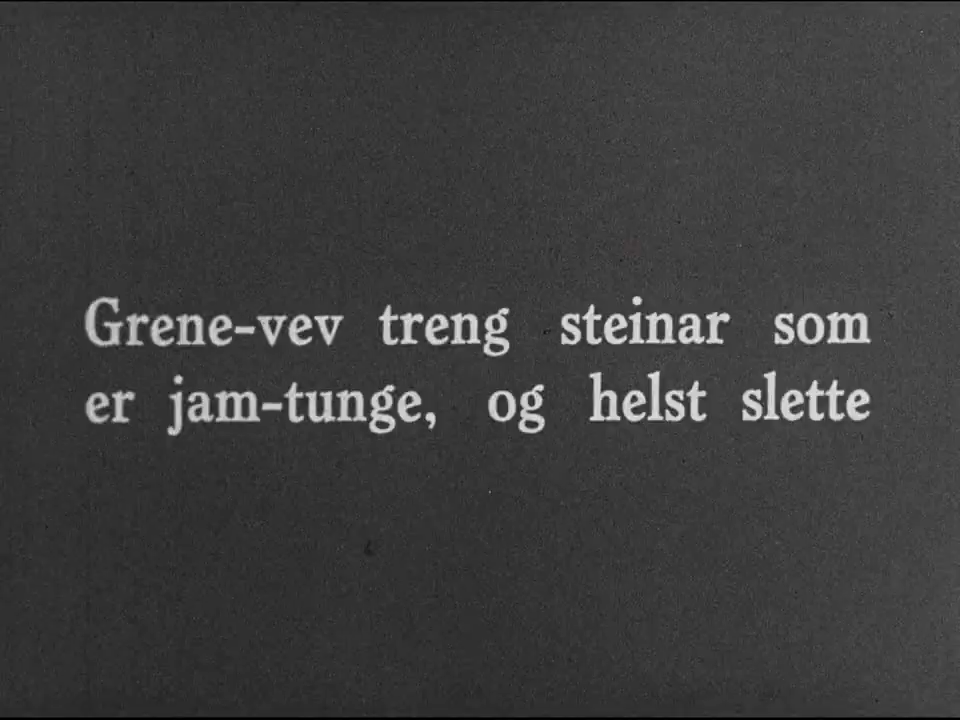 Grene-vev treng steinar som
er jam-tunge, og helst slette